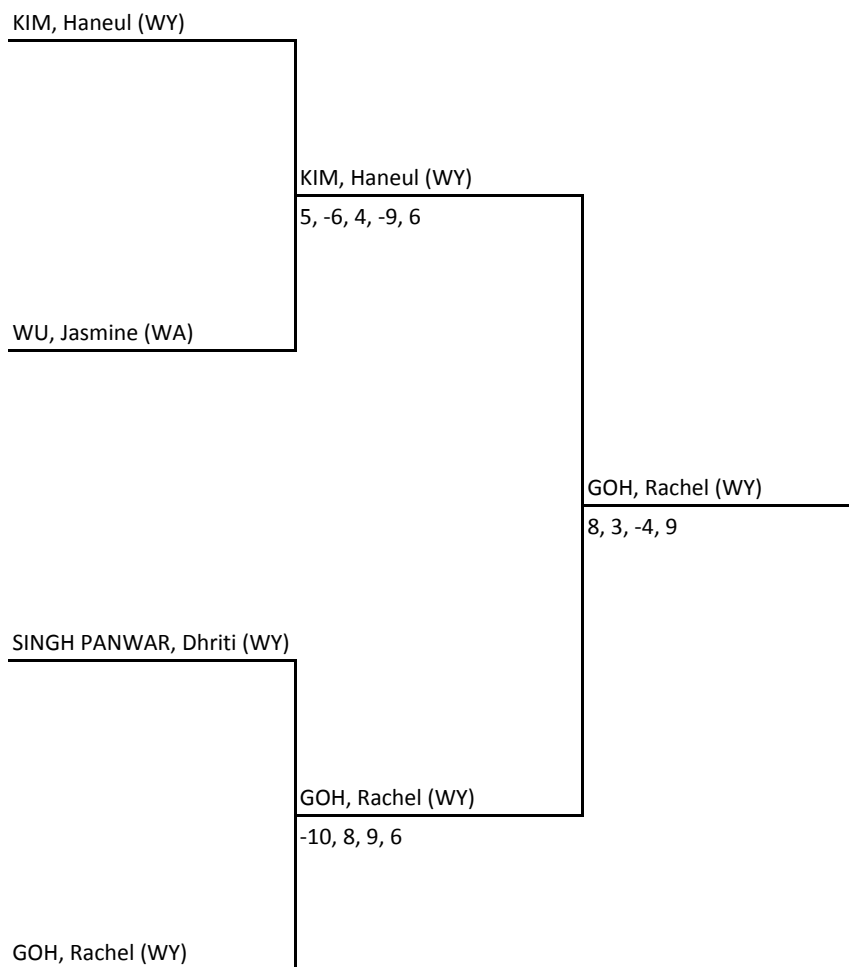 KIM, Haneul (WY)
KIM, Haneul (WY)
5, -6, 4, -9, 6
WU, Jasmine (WA)
GOH, Rachel (WY)
8, 3, -4, 9
SINGH PANWAR, Dhriti (WY)
GOH, Rachel (WY)
-10, 8, 9, 6
GOH, Rachel (WY)